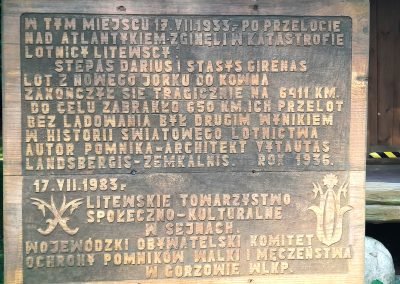 W TYM MIEJSCU 17.VII.1933r PO PRZELOCIE
NAD ATLANTYKIEM ZGINĘLI W KATASTROFIE
LOTNICY LITEWSCY:
STEPAS DARIUS i STASYS GIRĖNAS
LOT Z NOWEGO JORKU DO KOWNA
ZAKOŃCZYŁ SIĘ TRAGICZNIE NA 6411 KM.
DO CELU ZABRAKŁO 650 KM. ICH PRZELOT
BEZ LĄDOWANIA BYŁ DRUGIM WYNIKIEM
W HISTORII ŚWIATOWEGO LOTNICTWA
AUTOR POMNIKA-ARCHITEKT VYTAUTAS
LANDSBERGIS-ŽEMKALNIS. ROK 1936.
17.VII.1983r
LITEWSKIE TOWARZYSTWO
SPOŁECZNO-KULTURALNE
W SEJNACH.
WOJEWÓDZKI OBYWATELSKI KOMITET
OCHRONY POMNIKÓW WALKI I MĘCZEŃSTWA
W GORZOWIE WLKP.